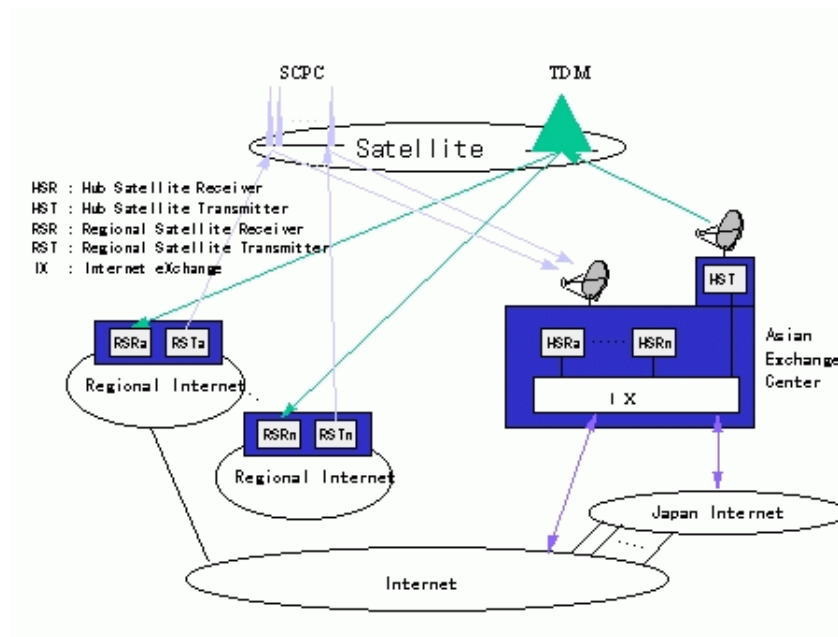 SCPC
TDM
Satellite
HSR : Hub Satellite Receiver
HST : Hub Satellite Transmitter
RSR : Regional Satellite Receiver
RST : Regional Satellite Transmitter
IX : Internet eXchange
HST
RSRa
RSTa
Regional Internet
HSRa
HSRn
IX
Asian
Exchange
Center
RSRn
RSTn
Regional Internet
Japan Internet
Internet